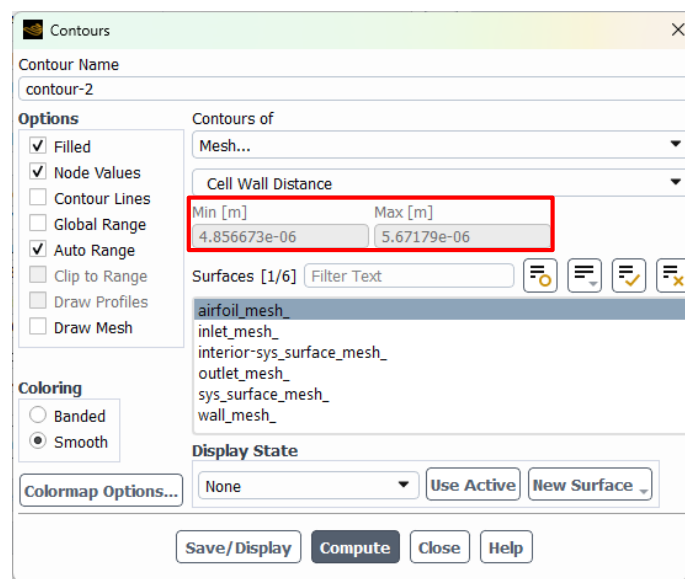 Contours
Contour Name
contour-2
Options
Filled
Node Values
Contour Lines
Global Range
Auto Range
Clip to Range
Draw Profiles
Draw Mesh
Coloring
Banded
Smooth
Colormap Options...
Contours of
Mesh...
Cell Wall Distance
Min [m] Max [m]
4.856673e-06 5.67179e-06
Surfaces [1/6] Filter Text
airfoil_mesh_
inlet_mesh_
interior-sys_surface_mesh_
outlet_mesh_
sys_surface_mesh_
wall_mesh_
Display State
None Use Active New Surface
Save/Display Compute Close Help